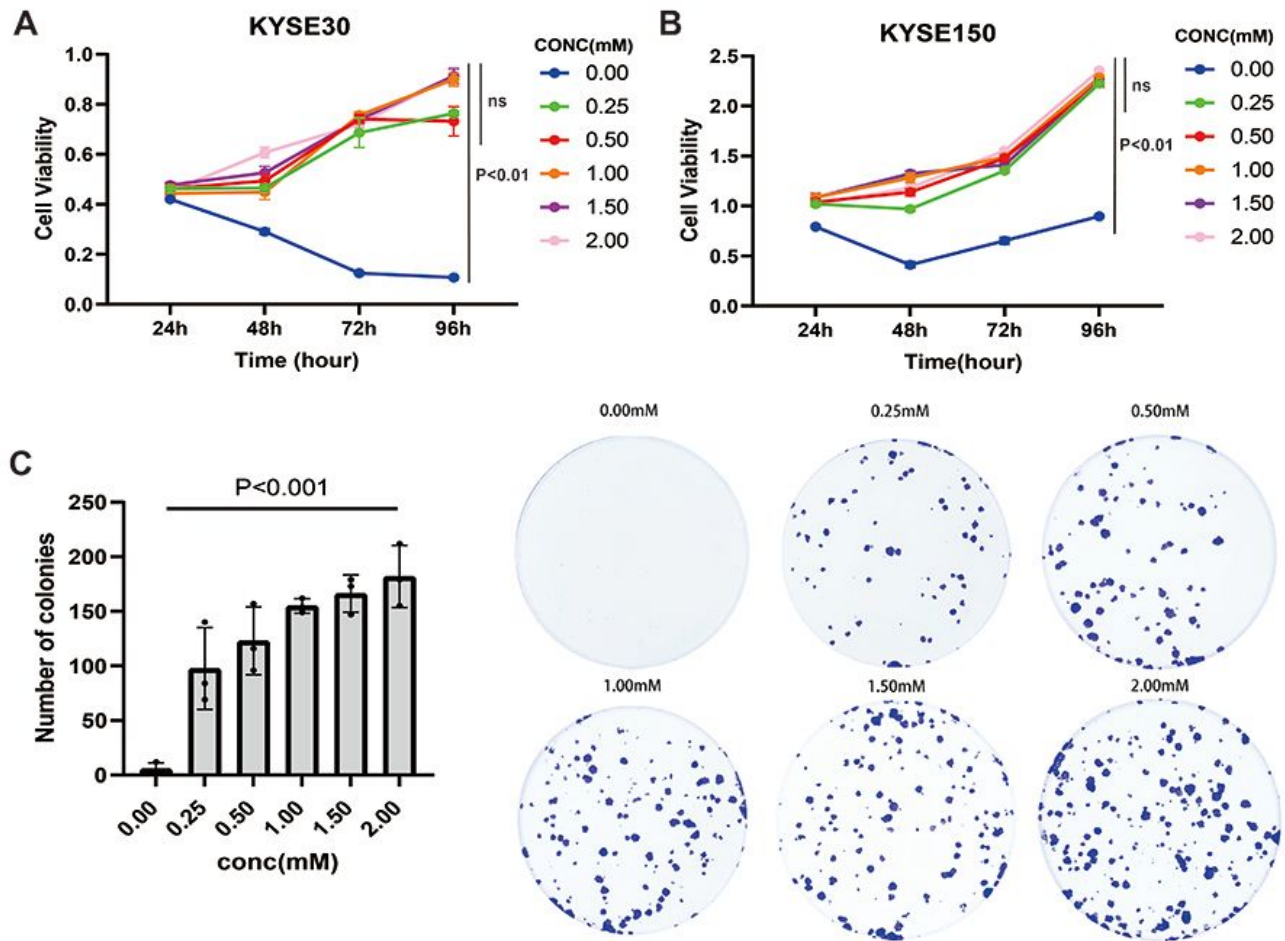 A
KYSE30
Cell Viability
1.0
0.8
0.6
0.4
0.2
0.0
24h 48h 72h 96h
Time (hour)
ns
P<0.01
CONC(mM)
0.00
0.25
0.50
1.00
1.50
2.00
B
KYSE150
Cell Viability
2.5
2.0
1.5
1.0
0.5
0.0
24h 48h 72h 96h
Time(hour)
ns
P<0.01
CONC(mM)
0.00
0.25
0.50
1.00
1.50
2.00
C
P<0.001
Number of colonies
250
200
150
100
50
0
0.00 0.25 0.50 1.00 1.50 2.00
conc(mM)
0.00mM 0.25mM 0.50mM
1.00mM 1.50mM 2.00mM